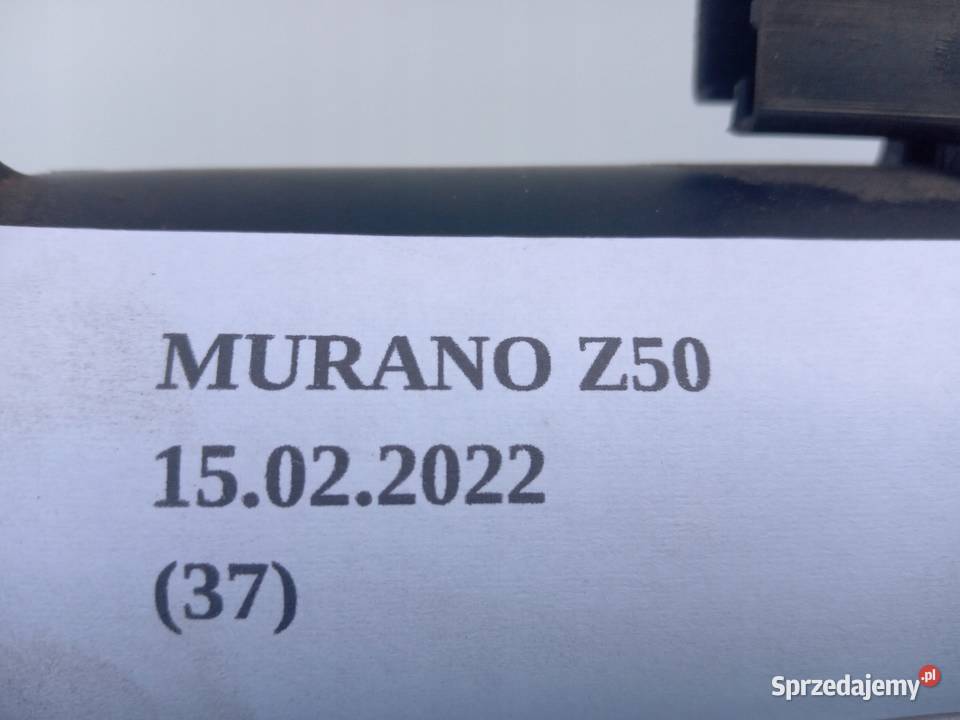 MURANO Z50
15.02.2022
(37)
Sprzedajemy.pl